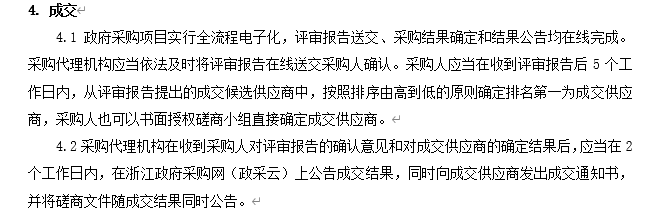 4. 成交↵
4.1 政府采购项目实行全流程电子化，评审报告送交、采购结果确定和结果公告均在线完成。
采购代理机构应当依法及时将评审报告在线送交采购人确认。采购人应当在收到评审报告后 5 个工
作日内，从评审报告提出的成交候选供应商中，按照排序由高到低的原则确定排名第一为成交供应
商，采购人也可以书面授权磋商小组直接确定成交供应商。↵
4.2 采购代理机构在收到采购人对评审报告的确认意见和对成交供应商的确定结果后，应当在 2
个工作日内，在浙江政府采购网（政采云）上公告成交结果，同时向成交供应商发出成交通知书，
并将磋商文件随成交结果同时公告。↵